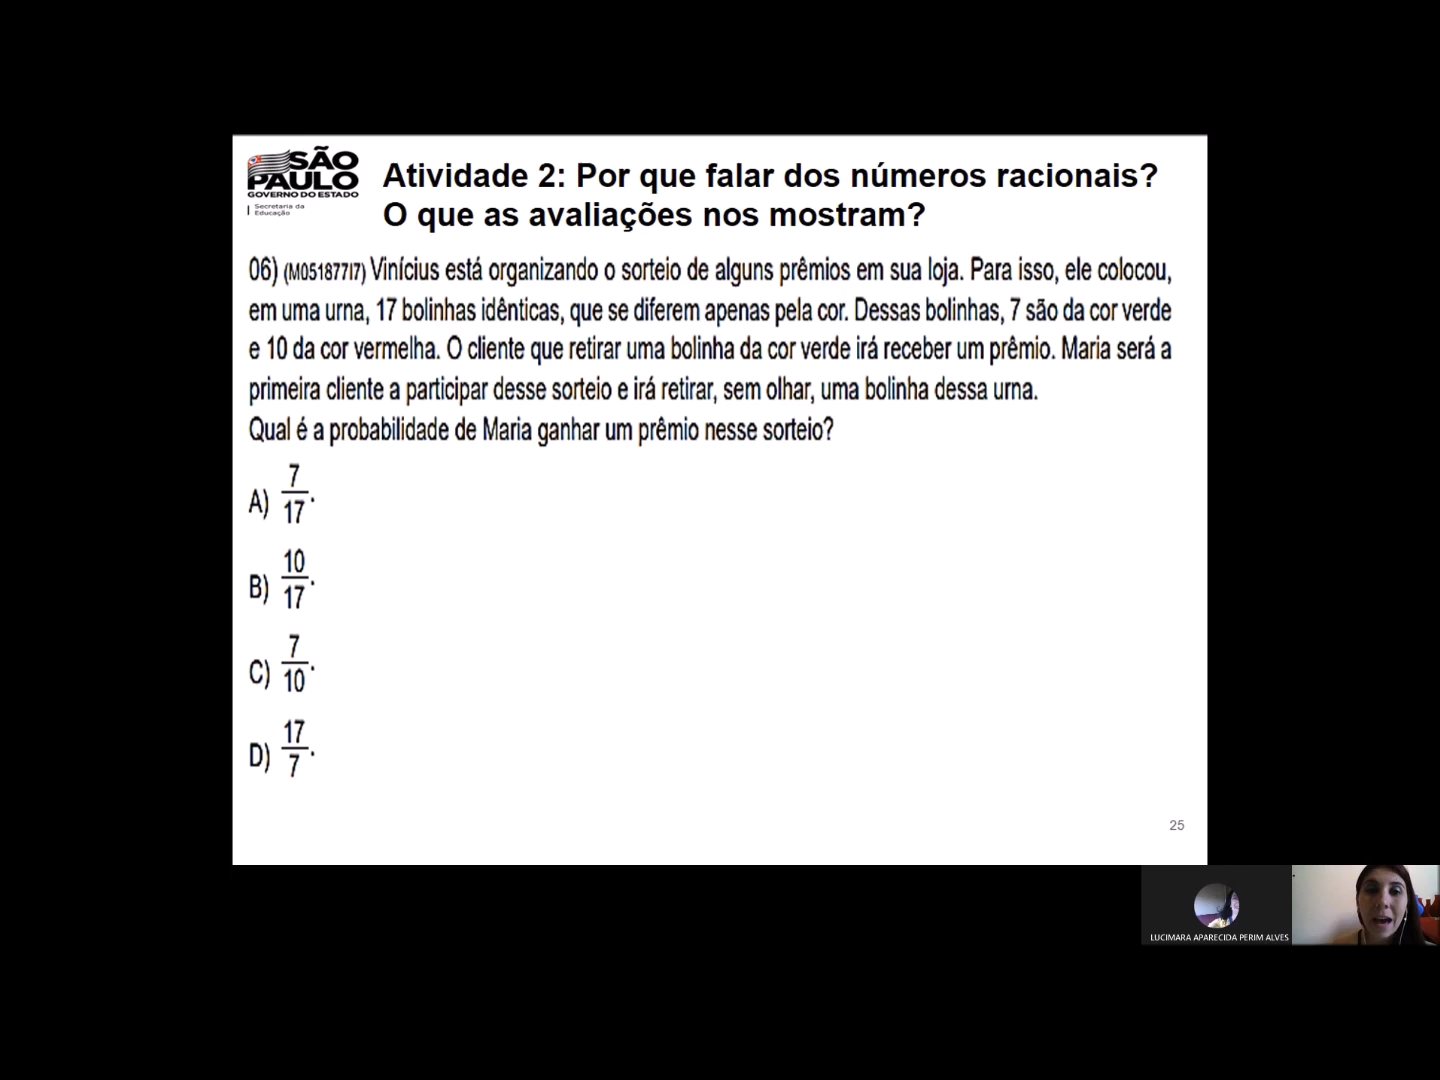 SÃO
PAULO
GOVERNO DO ESTADO
Secretaria da
Educação
Atividade 2: Por que falar dos números racionais?
O que as avaliações nos mostram?
06) (M051877I7) Vinícius está organizando o sorteio de alguns prêmios em sua loja. Para isso, ele colocou,
em uma urna, 17 bolinhas idênticas, que se diferem apenas pela cor. Dessas bolinhas, 7 são da cor verde
e 10 da cor vermelha. O cliente que retirar uma bolinha da cor verde irá receber um prêmio. Maria será a
primeira cliente a participar desse sorteio e irá retirar, sem olhar, uma bolinha dessa urna.
Qual é a probabilidade de Maria ganhar um prêmio nesse sorteio?
A) 7/17.
B) 10/17.
C) 7/10.
D) 17/7.
25
LUCIMARA APARECIDA PERIM ALVES